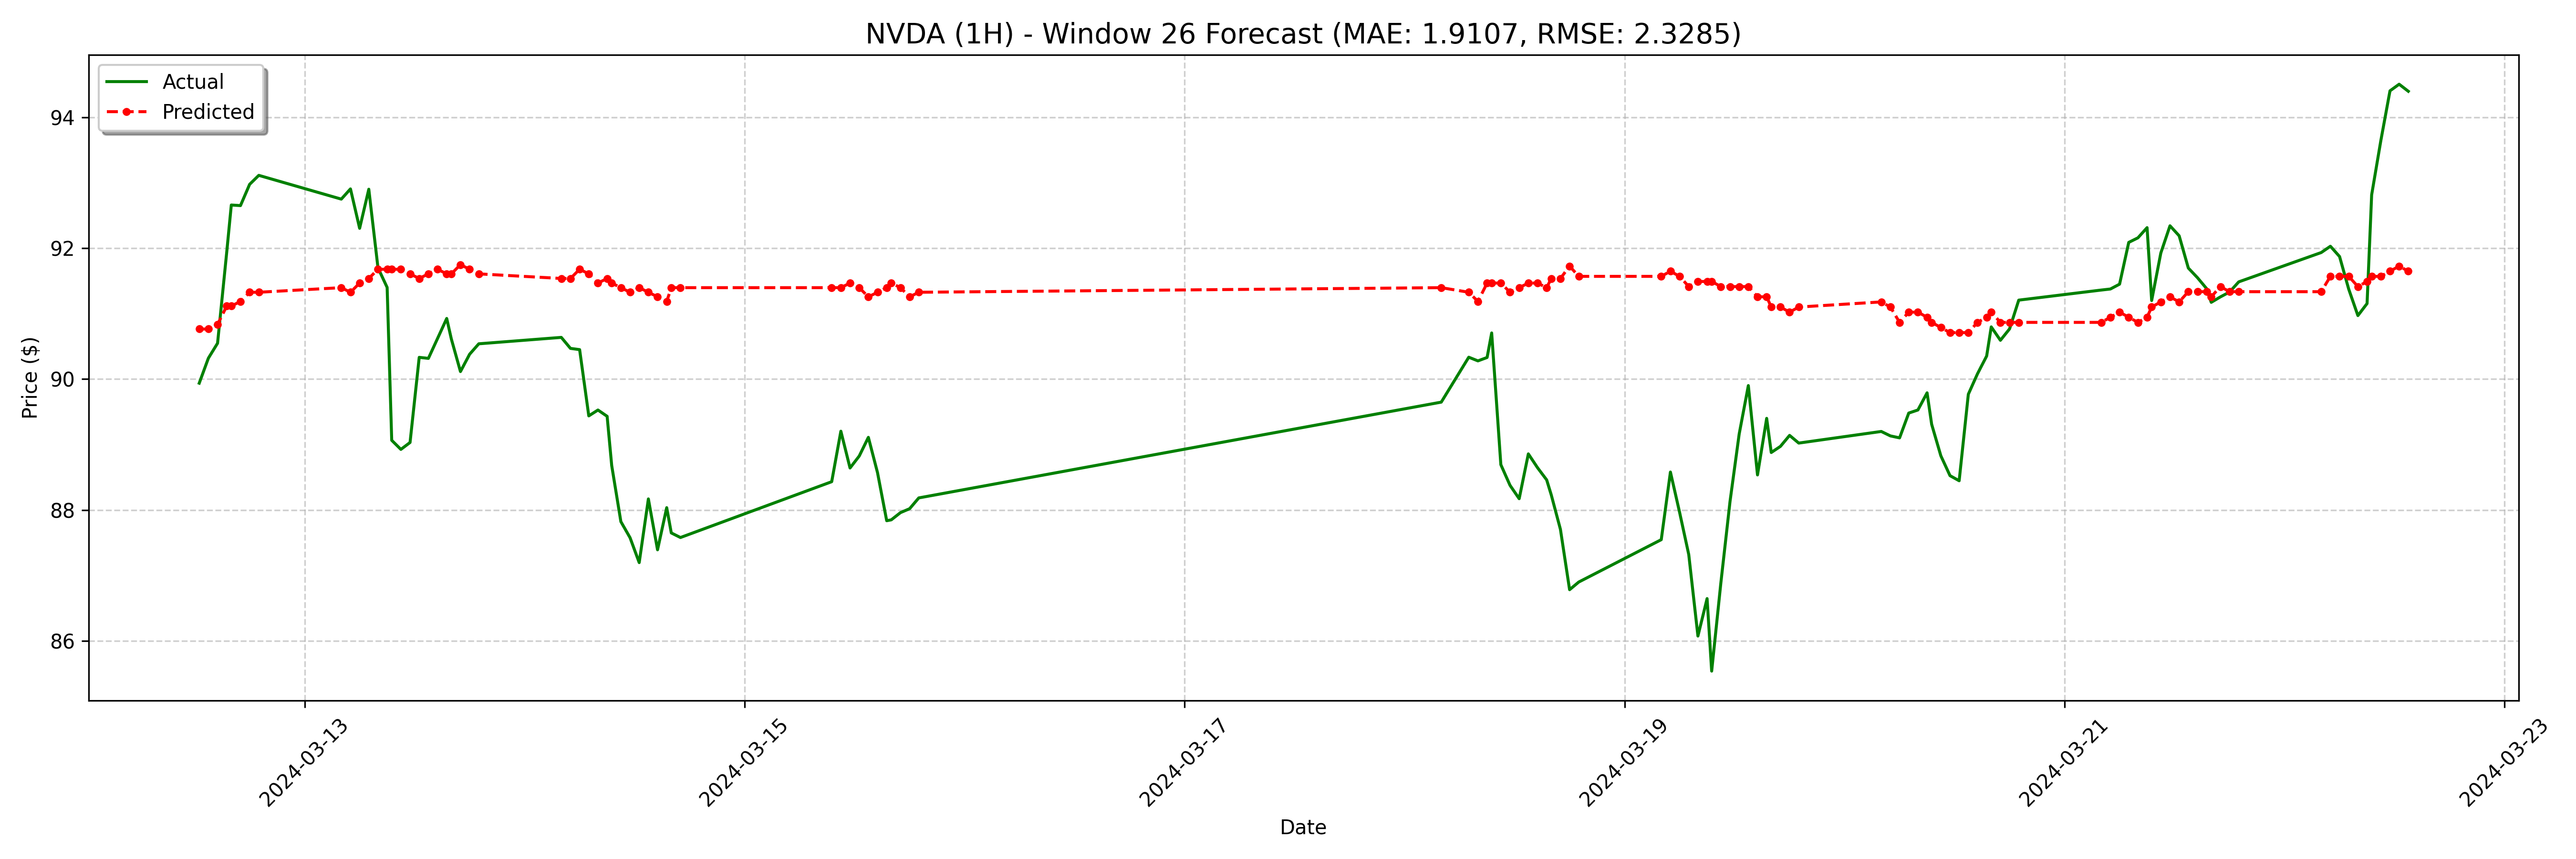 NVDA (1H) - Window 26 Forecast (MAE: 1.9107, RMSE: 2.3285)
Actual
Predicted
Price ($)
94
92
90
88
86
2024-03-13
2024-03-15
2024-03-17
2024-03-19
2024-03-21
2024-03-23
Date